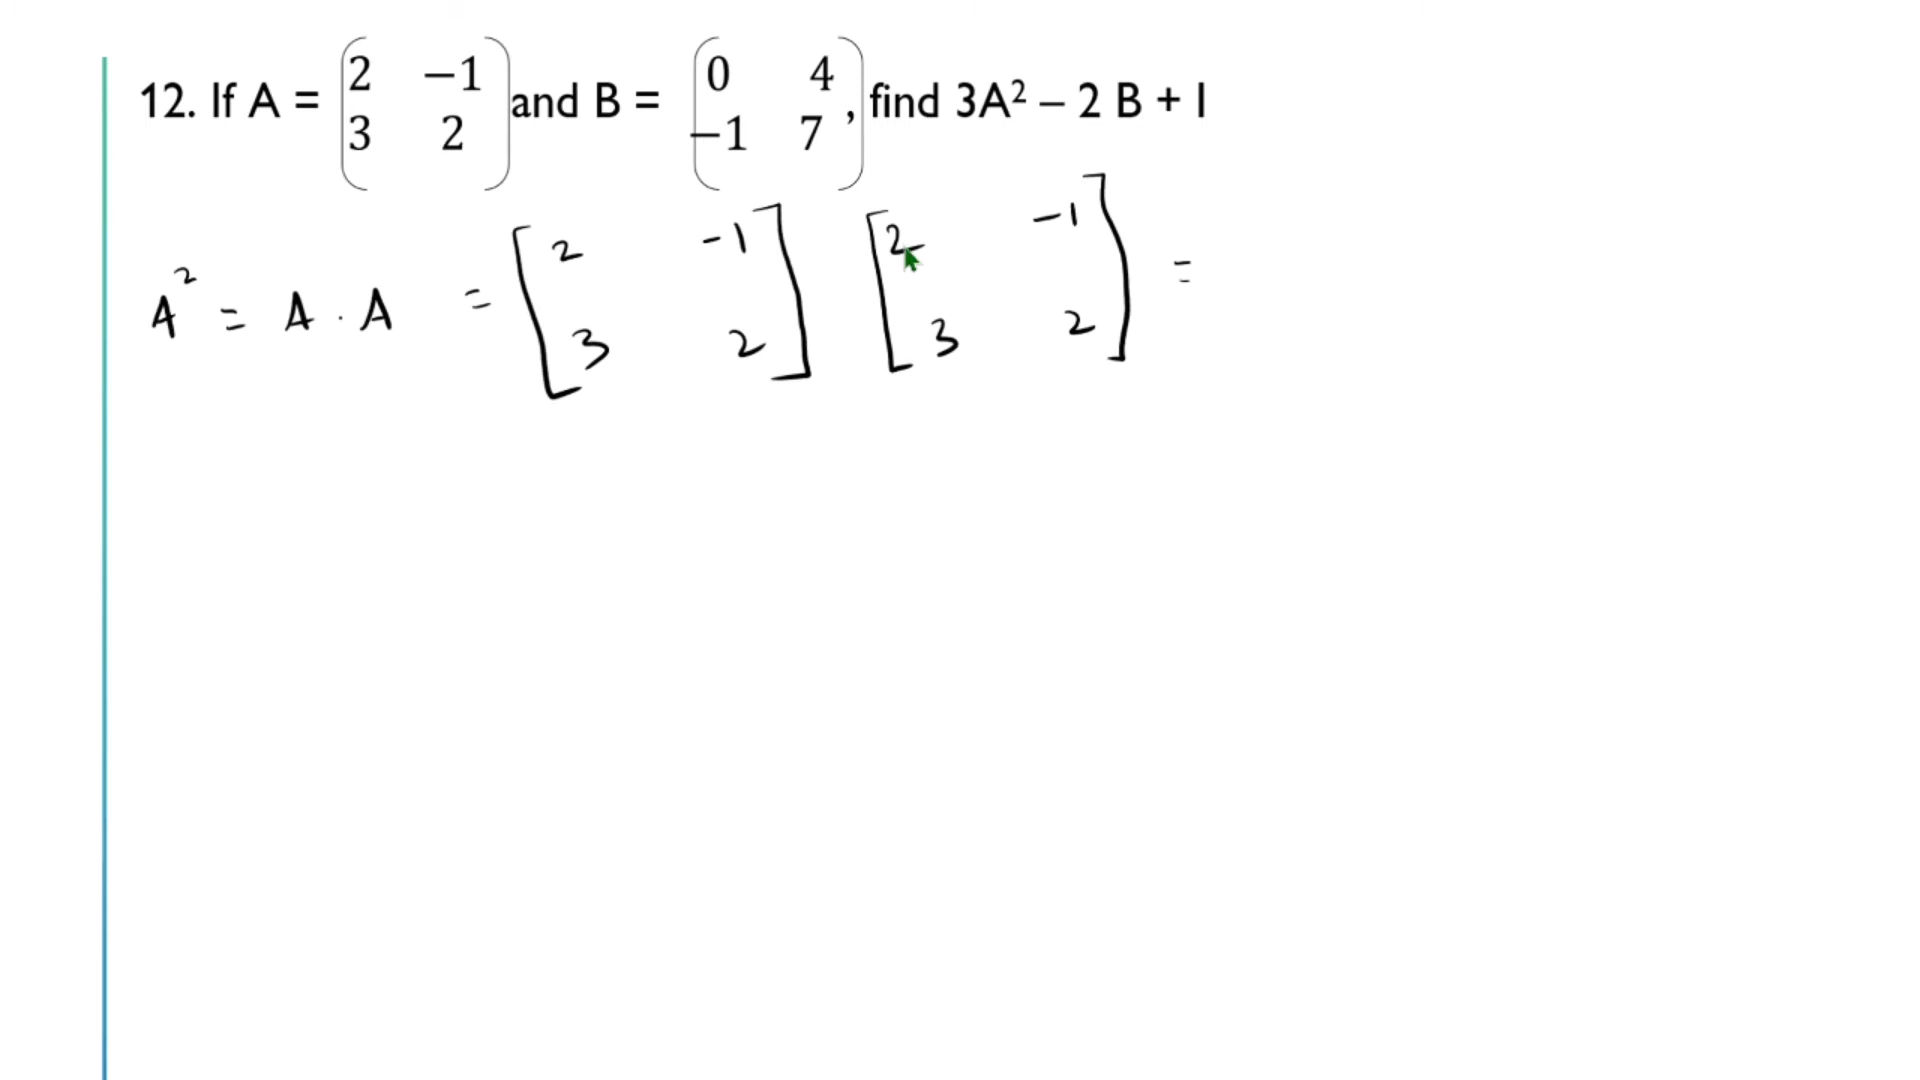 12. If A = (2 −1 3 2) and B = (0 4 −1 7), find 3A² – 2 B + I
A² = A . A = [2 -1 3 2] [2 -1 3 2] =